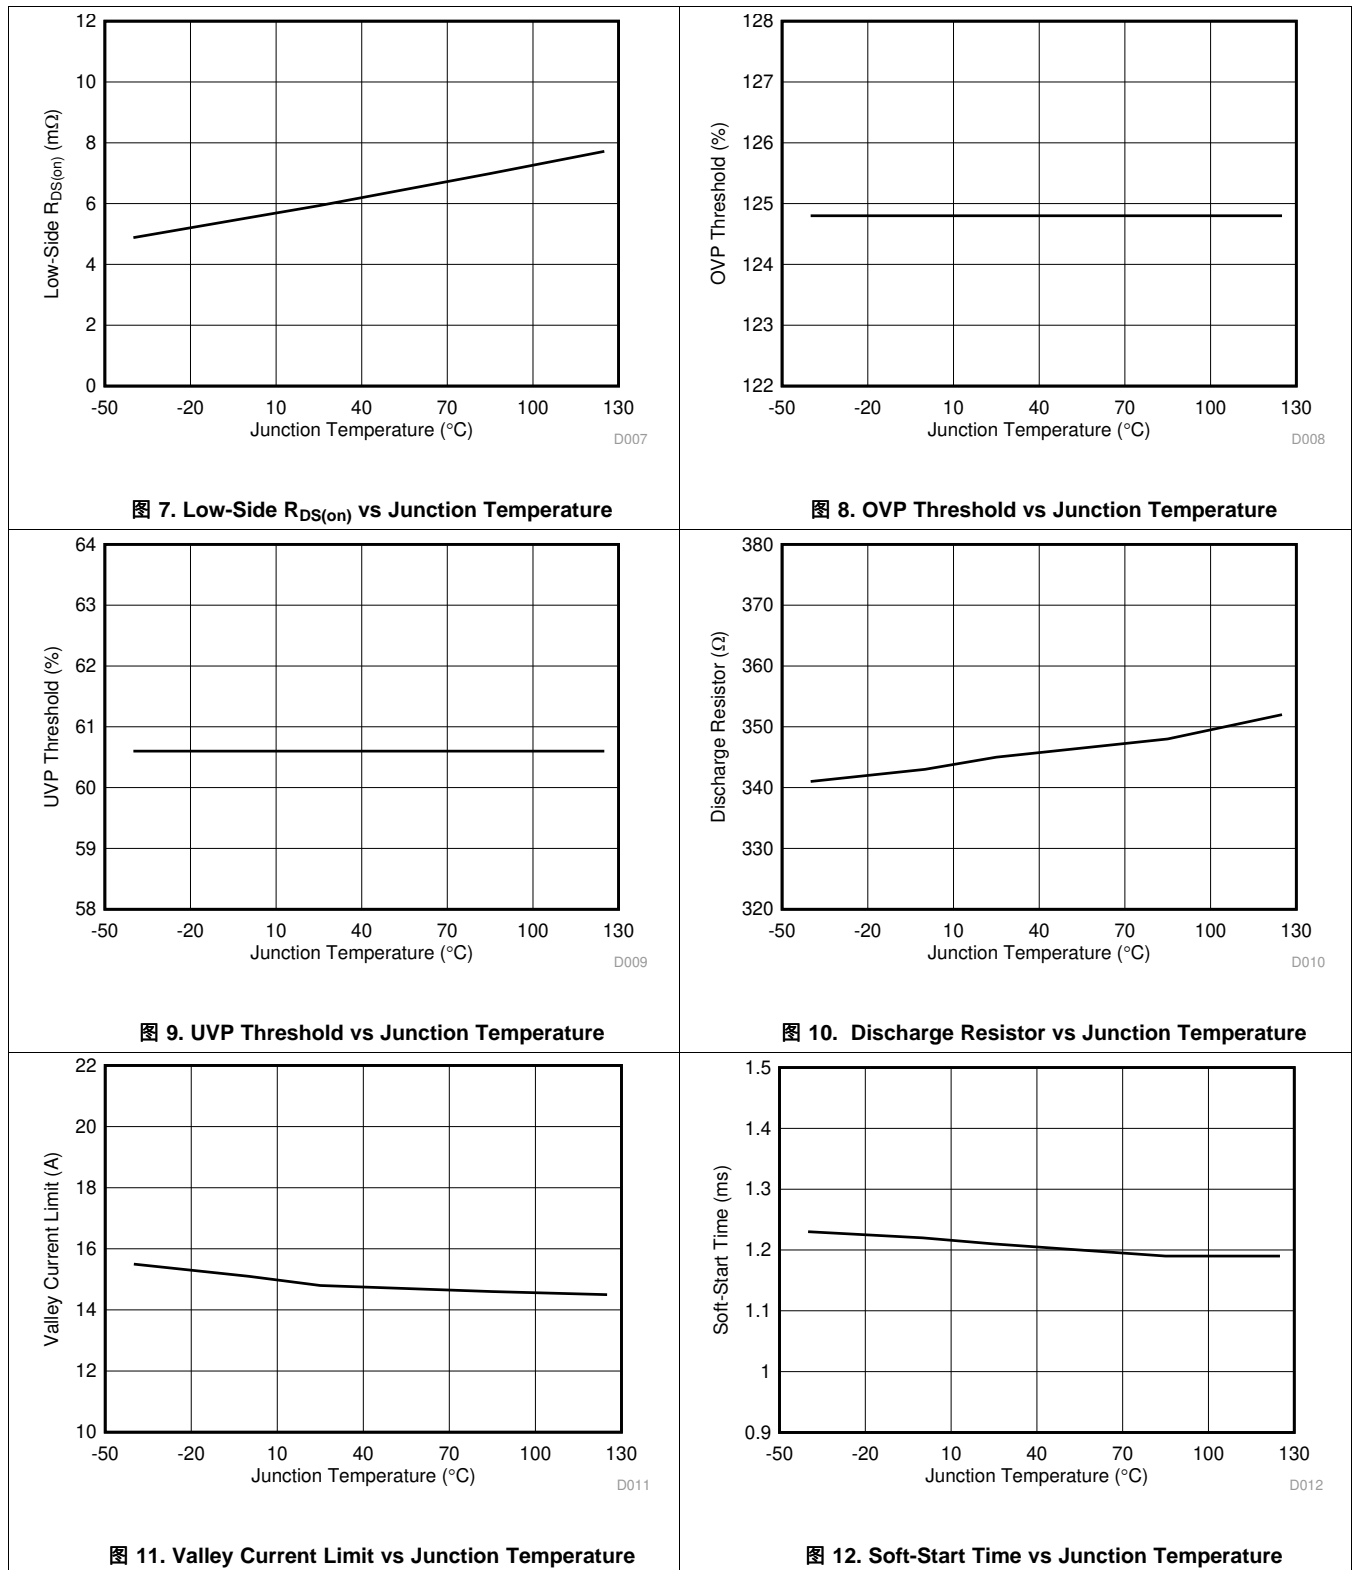 12
10
8
6
4
2
0
Low-Side RDS(on) (mΩ)
-50 -20 10 40 70 100 130
Junction Temperature (°C)
D007
图 7. Low-Side RDS(on) vs Junction Temperature
128
127
126
125
124
123
122
OVP Threshold (%)
-50 -20 10 40 70 100 130
Junction Temperature (°C)
D008
图 8. OVP Threshold vs Junction Temperature
64
63
62
61
60
59
58
UVP Threshold (%)
-50 -20 10 40 70 100 130
Junction Temperature (°C)
D009
图 9. UVP Threshold vs Junction Temperature
380
370
360
350
340
330
320
Discharge Resistor (Ω)
-50 -20 10 40 70 100 130
Junction Temperature (°C)
D010
图 10. Discharge Resistor vs Junction Temperature
22
20
18
16
14
12
10
Valley Current Limit (A)
-50 -20 10 40 70 100 130
Junction Temperature (°C)
D011
图 11. Valley Current Limit vs Junction Temperature
1.5
1.4
1.3
1.2
1.1
1
0.9
Soft-Start Time (ms)
-50 -20 10 40 70 100 130
Junction Temperature (°C)
D012
图 12. Soft-Start Time vs Junction Temperature